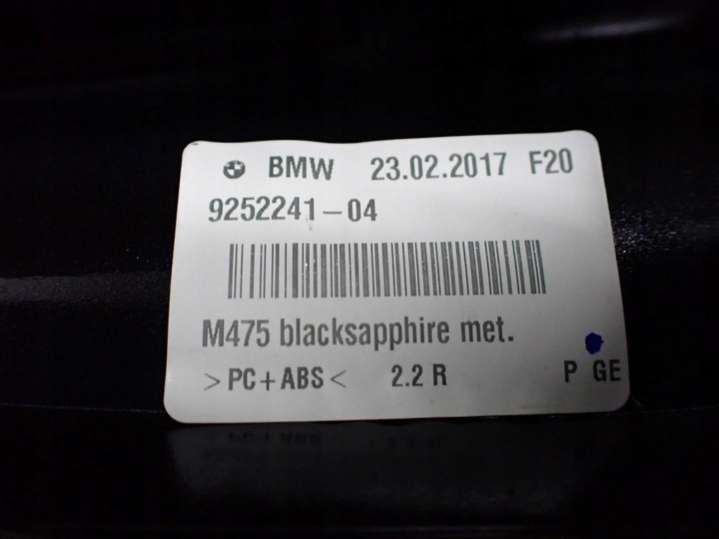 BMW 23.02.2017 F20
9252241-04
M475 blacksapphire met.
>PC+ABS< 2.2 R P GE